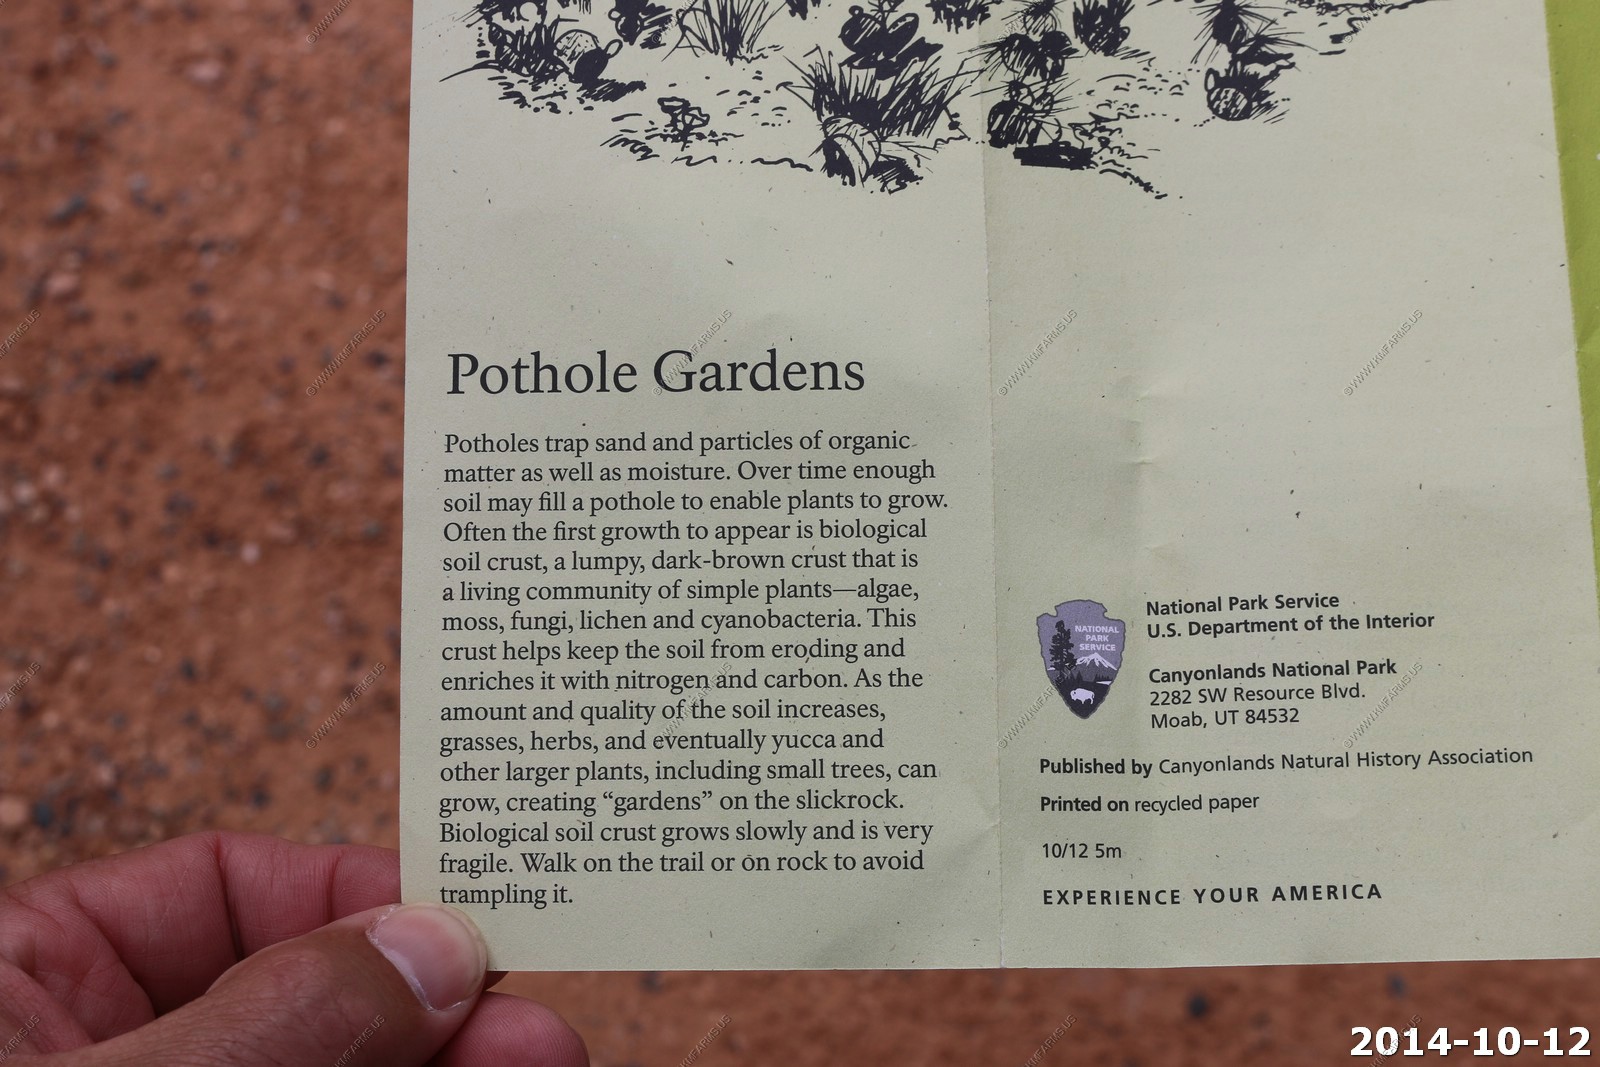 Pothole Gardens
Potholes trap sand and particles of organic
matter as well as moisture. Over time enough
soil may fill a pothole to enable plants to grow.
Often the first growth to appear is biological
soil crust, a lumpy, dark-brown crust that is
a living community of simple plants—algae,
moss, fungi, lichen and cyanobacteria. This
crust helps keep the soil from eroding and
enriches it with nitrogen and carbon. As the
amount and quality of the soil increases,
grasses, herbs, and eventually yucca and
other larger plants, including small trees, can
grow, creating “gardens” on the slickrock.
Biological soil crust grows slowly and is very
fragile. Walk on the trail or on rock to avoid
trampling it.
NATIONAL
PARK
SERVICE
National Park Service
U.S. Department of the Interior
Canyonlands National Park
2282 SW Resource Blvd.
Moab, UT 84532
Published by Canyonlands Natural History Association
Printed on recycled paper
10/12 5m
EXPERIENCE YOUR AMERICA
2014-10-12
©WWW.KMFARMS.US